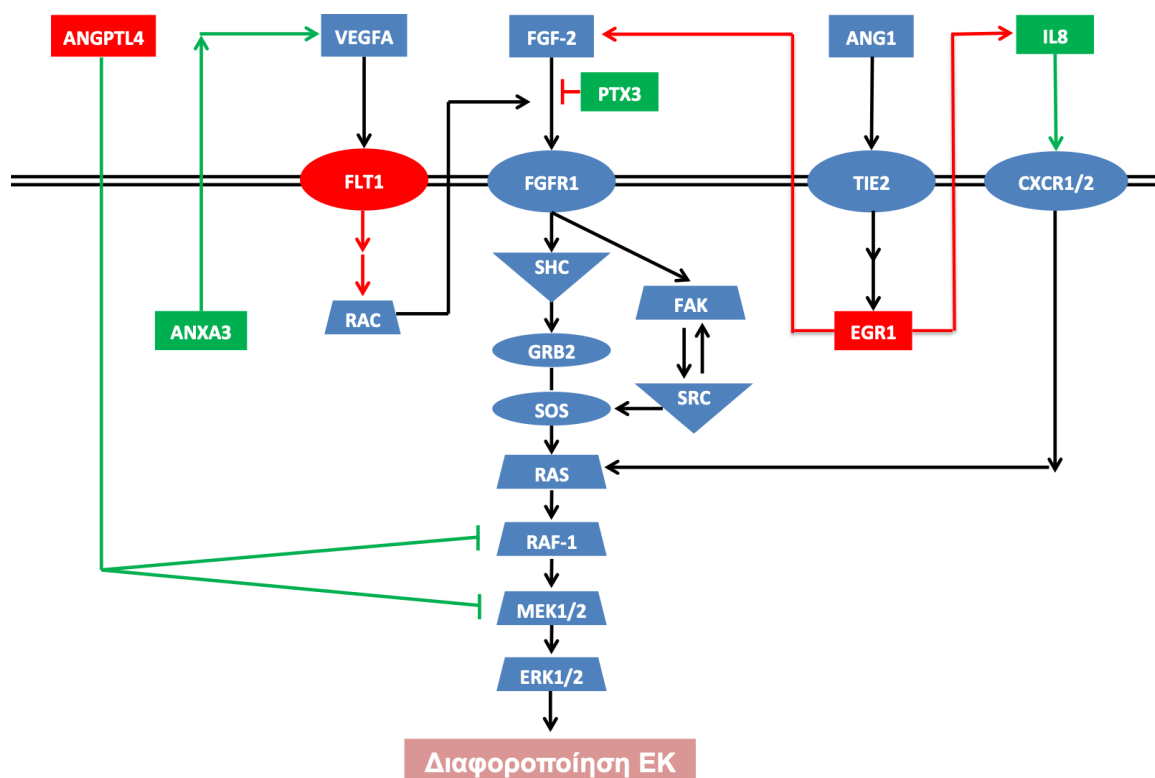 ANGPTL4
VEGFA
FGF-2
ANG1
IL8
PTX3
FLT1
FGFR1
TIE2
CXCR1/2
SHC
FAK
RAC
ANXA3
EGR1
GRB2
SRC
SOS
RAS
RAF-1
MEK1/2
ERK1/2
Διαφοροποίηση ΕΚ